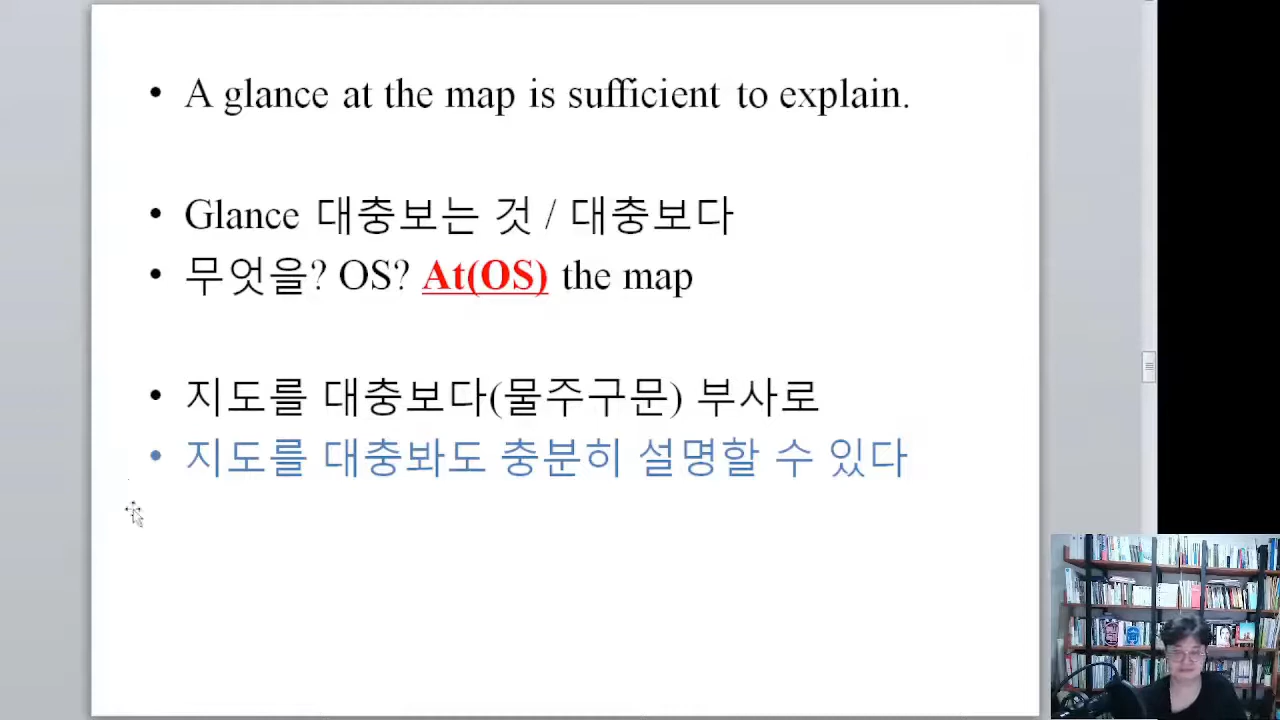 • A glance at the map is sufficient to explain.
• Glance 대충보는 것 / 대충보다
• 무엇을? OS? At(OS) the map
• 지도를 대충보다(물주구문) 부사로
• 지도를 대충봐도 충분히 설명할 수 있다